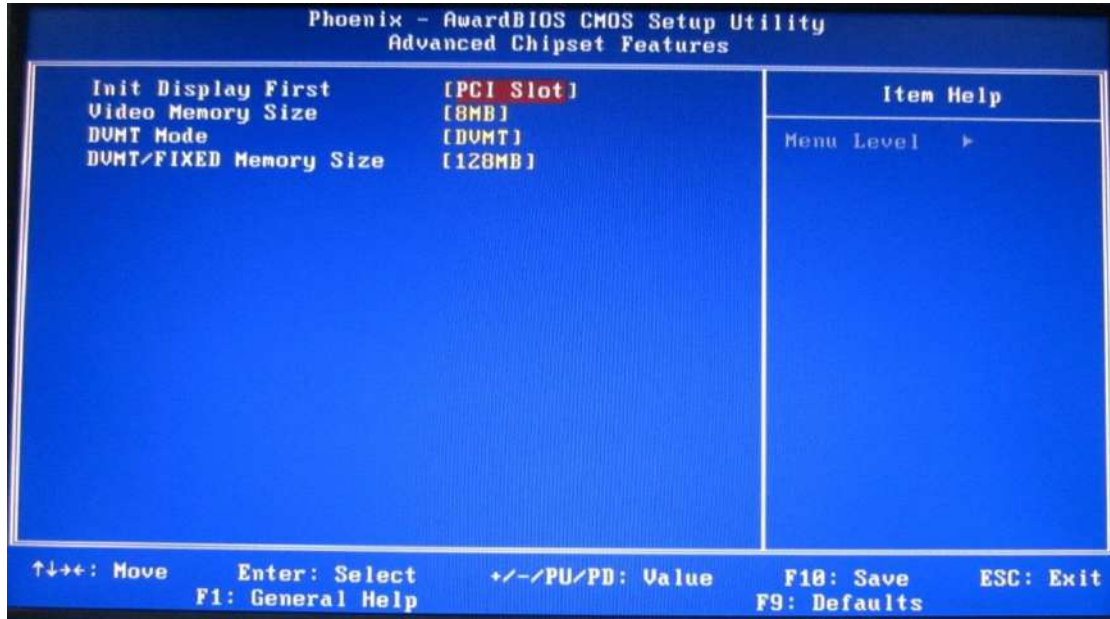 Phoenix - AwardBIOS CMOS Setup Utility
Advanced Chipset Features
Init Display First [PCI Slot]
Video Memory Size [8MB]
DVMT Mode [DVMT]
DVMT/FIXED Memory Size [128MB]
Item Help
Menu Level ►
↑↓→←: Move Enter: Select +/-/PU/PD: Value F10: Save ESC: Exit
F1: General Help F9: Defaults